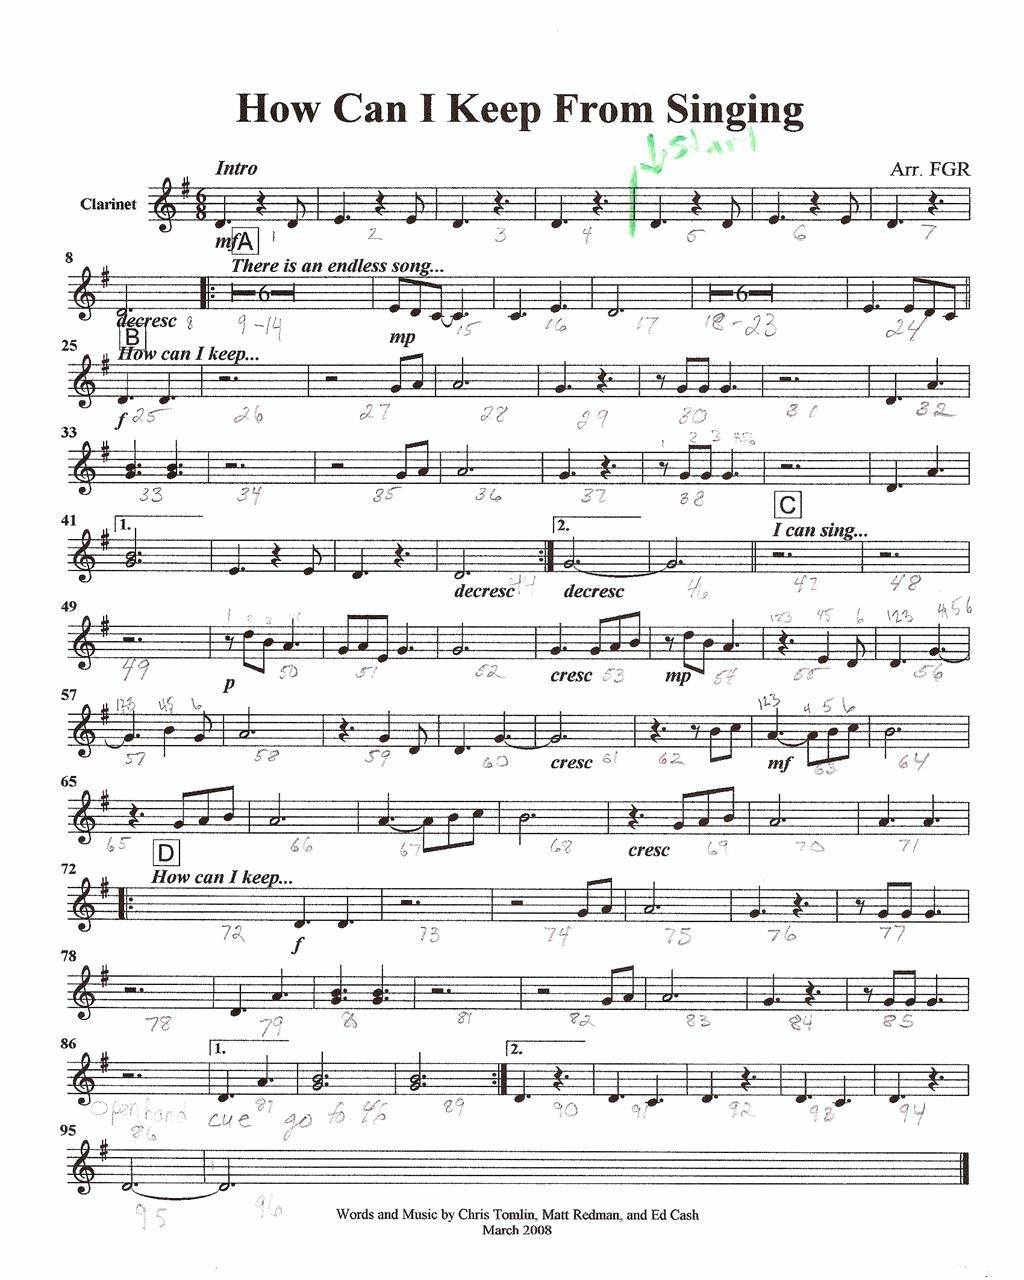 How Can I Keep From Singing
start
Intro
Arr. FGR
Clarinet
6 8
mf A 1 2 3 4 5 6 7
There is an endless song...
8
6 6
decresc 8 9-14 15 16 17 18-23 24
mp
B
25
How can I keep...
f 25 26 27 28 29 30 31 32
33
1 2 3 456
33 34 35 36 37 38
C
41
1. 2. I can sing...
decresc 44 decresc 46 47 48
49
1 2 3 123 45 6 123 456
49 50 51 52 cresc 53 mp 54 55 56
p
57
123 45 6 123 4 5 6
57 58 59 60 cresc 61 62 mf 63 64
65
65 66 67 68 cresc 69 70 71
D
72
How can I keep...
72 f 73 74 75 76 77
78
78 79 80 81 82 83 84 85
86
1. 2.
open hand cue go to 46
86 87 89 90 91 92 93 94
95
95 96
Words and Music by Chris Tomlin, Matt Redman, and Ed Cash
March 2008